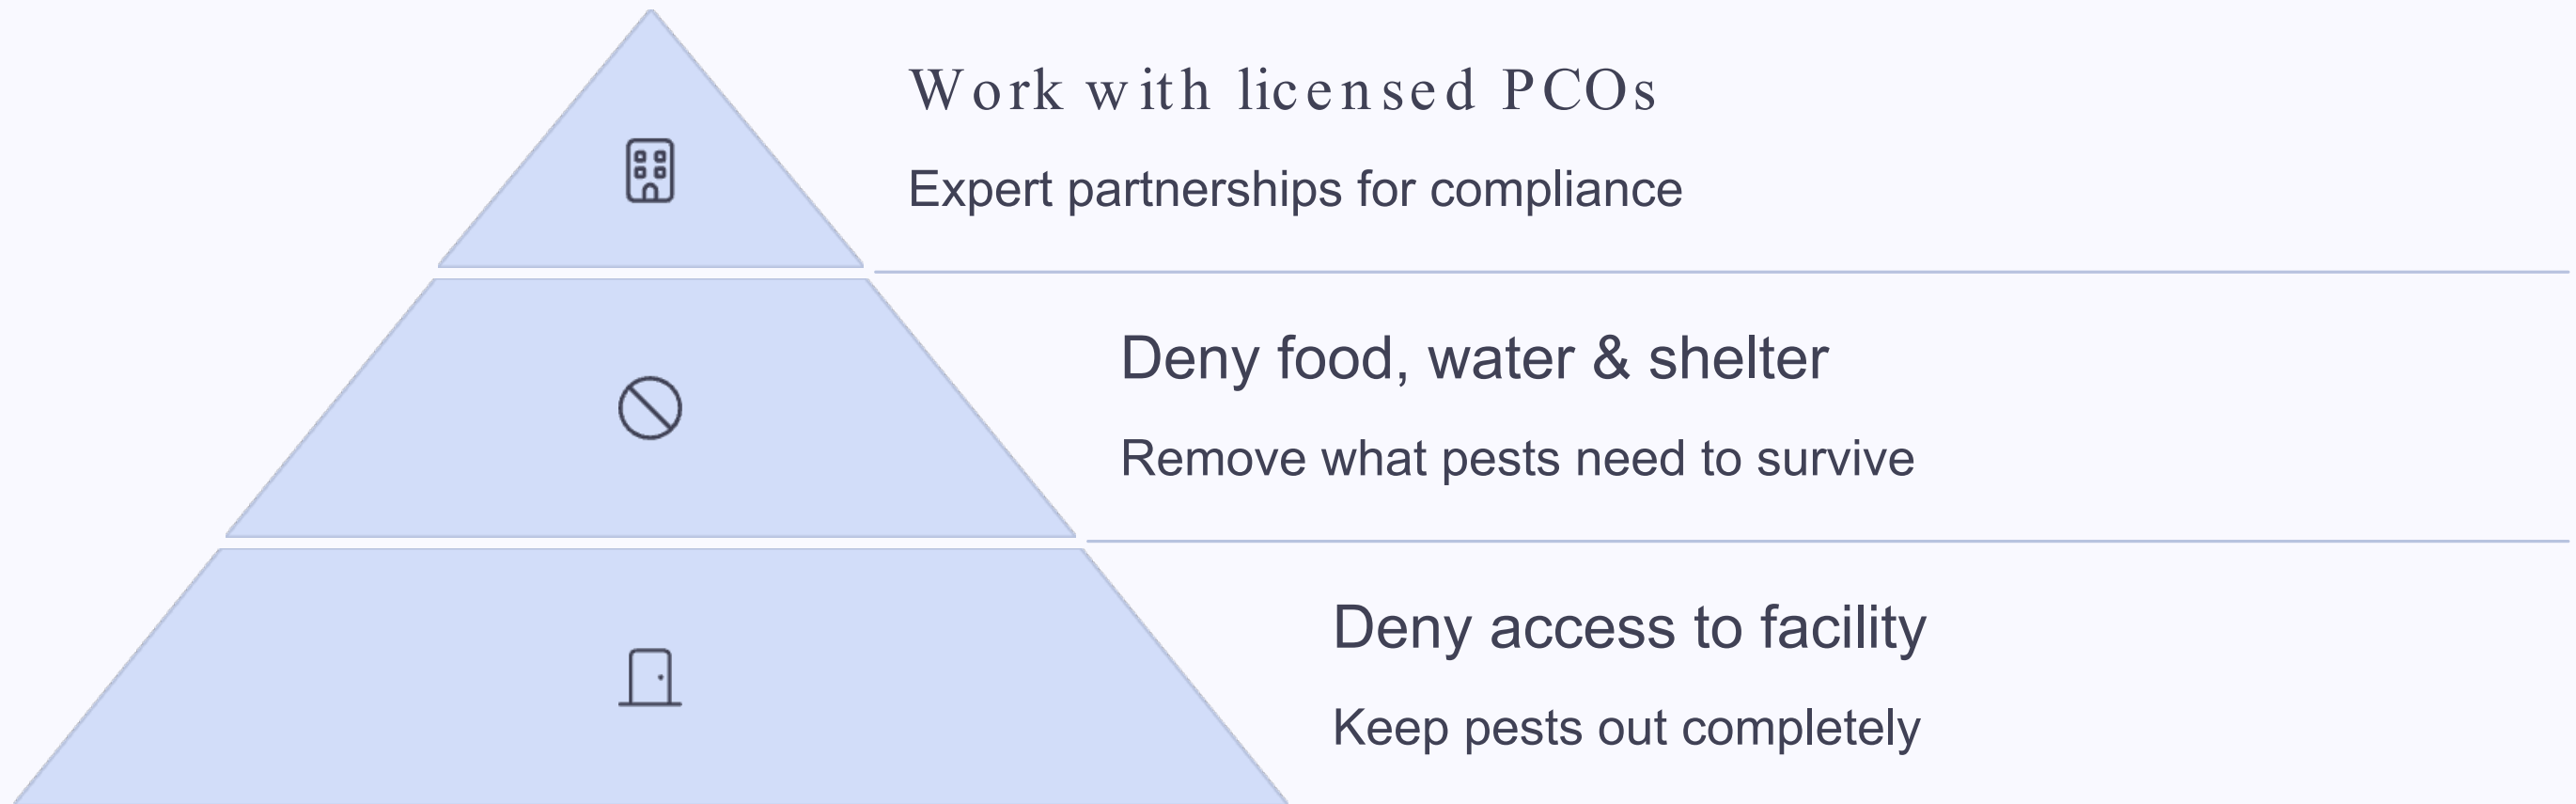 Work with licensed PCOs
Expert partnerships for compliance
Deny food, water & shelter
Remove what pests need to survive
Deny access to facility
Keep pests out completely